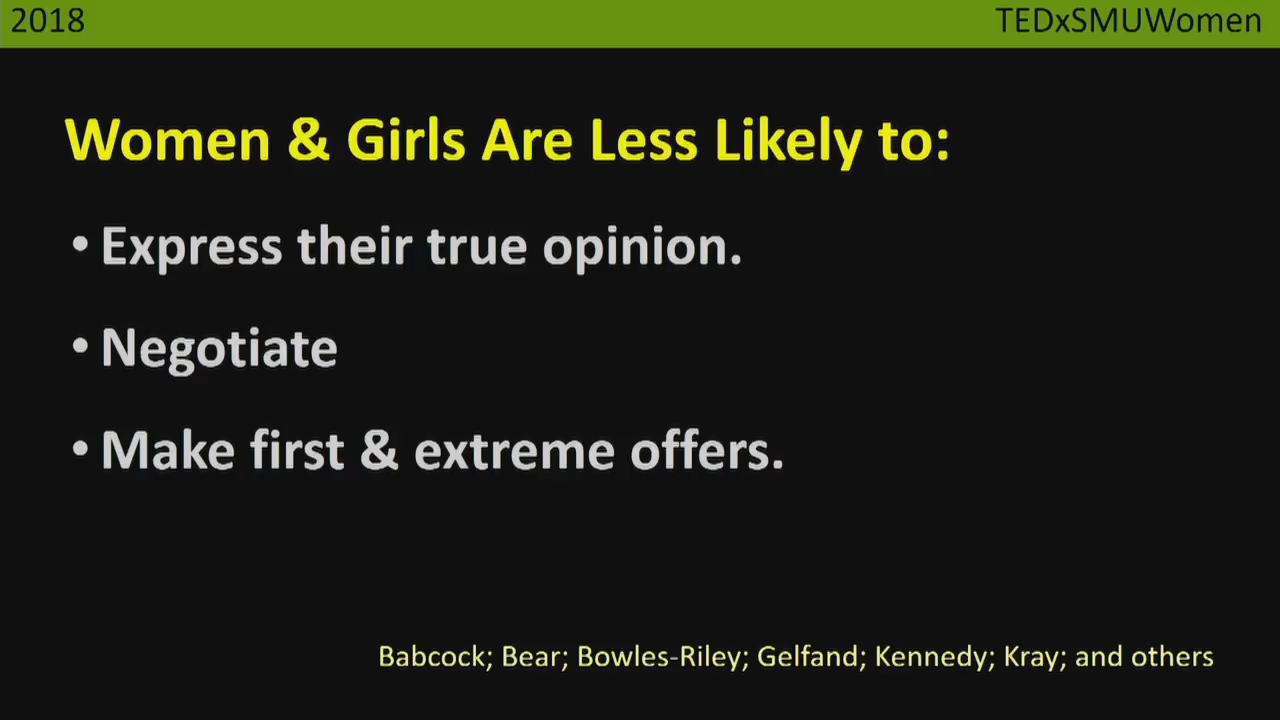 2018 TEDxSMUWomen
Women & Girls Are Less Likely to:
• Express their true opinion.
• Negotiate
• Make first & extreme offers.
Babcock; Bear; Bowles-Riley; Gelfand; Kennedy; Kray; and others